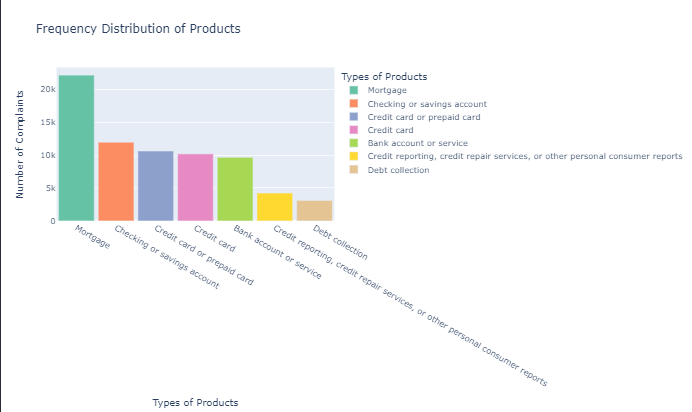 Frequency Distribution of Products
Number of Complaints
20k
15k
10k
5k
0
Types of Products
Mortgage
Checking or savings account
Credit card or prepaid card
Credit card
Bank account or service
Credit reporting, credit repair services, or other personal consumer reports
Debt collection
Mortgage
Checking or savings account
Credit card or prepaid card
Credit card
Bank account or service
Credit reporting, credit repair services, or other personal consumer reports
Debt collection
Types of Products